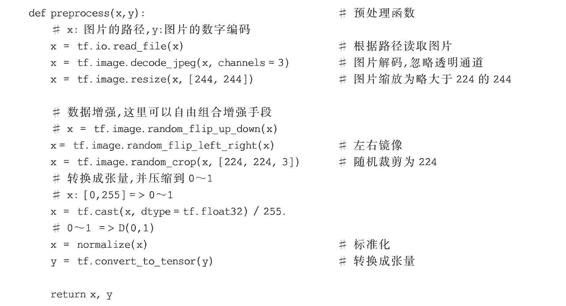 def preprocess(x,y): # 预处理函数
# x: 图片的路径,y:图片的数字编码
x = tf.io.read_file(x) # 根据路径读取图片
x = tf.image.decode_jpeg(x, channels = 3) # 图片解码,忽略透明通道
x = tf.image.resize(x, [244, 244]) # 图片缩放为略大于 224 的 244
# 数据增强,这里可以自由组合增强手段
# x = tf.image.random_flip_up_down(x)
x = tf.image.random_flip_left_right(x) # 左右镜像
x = tf.image.random_crop(x, [224, 224, 3]) # 随机裁剪为 224
# 转换成张量,并压缩到 0~1
# x: [0,255] => 0~1
x = tf.cast(x, dtype = tf.float32) / 255.
# 0~1 => D(0,1)
x = normalize(x) # 标准化
y = tf.convert_to_tensor(y) # 转换成张量
return x, y